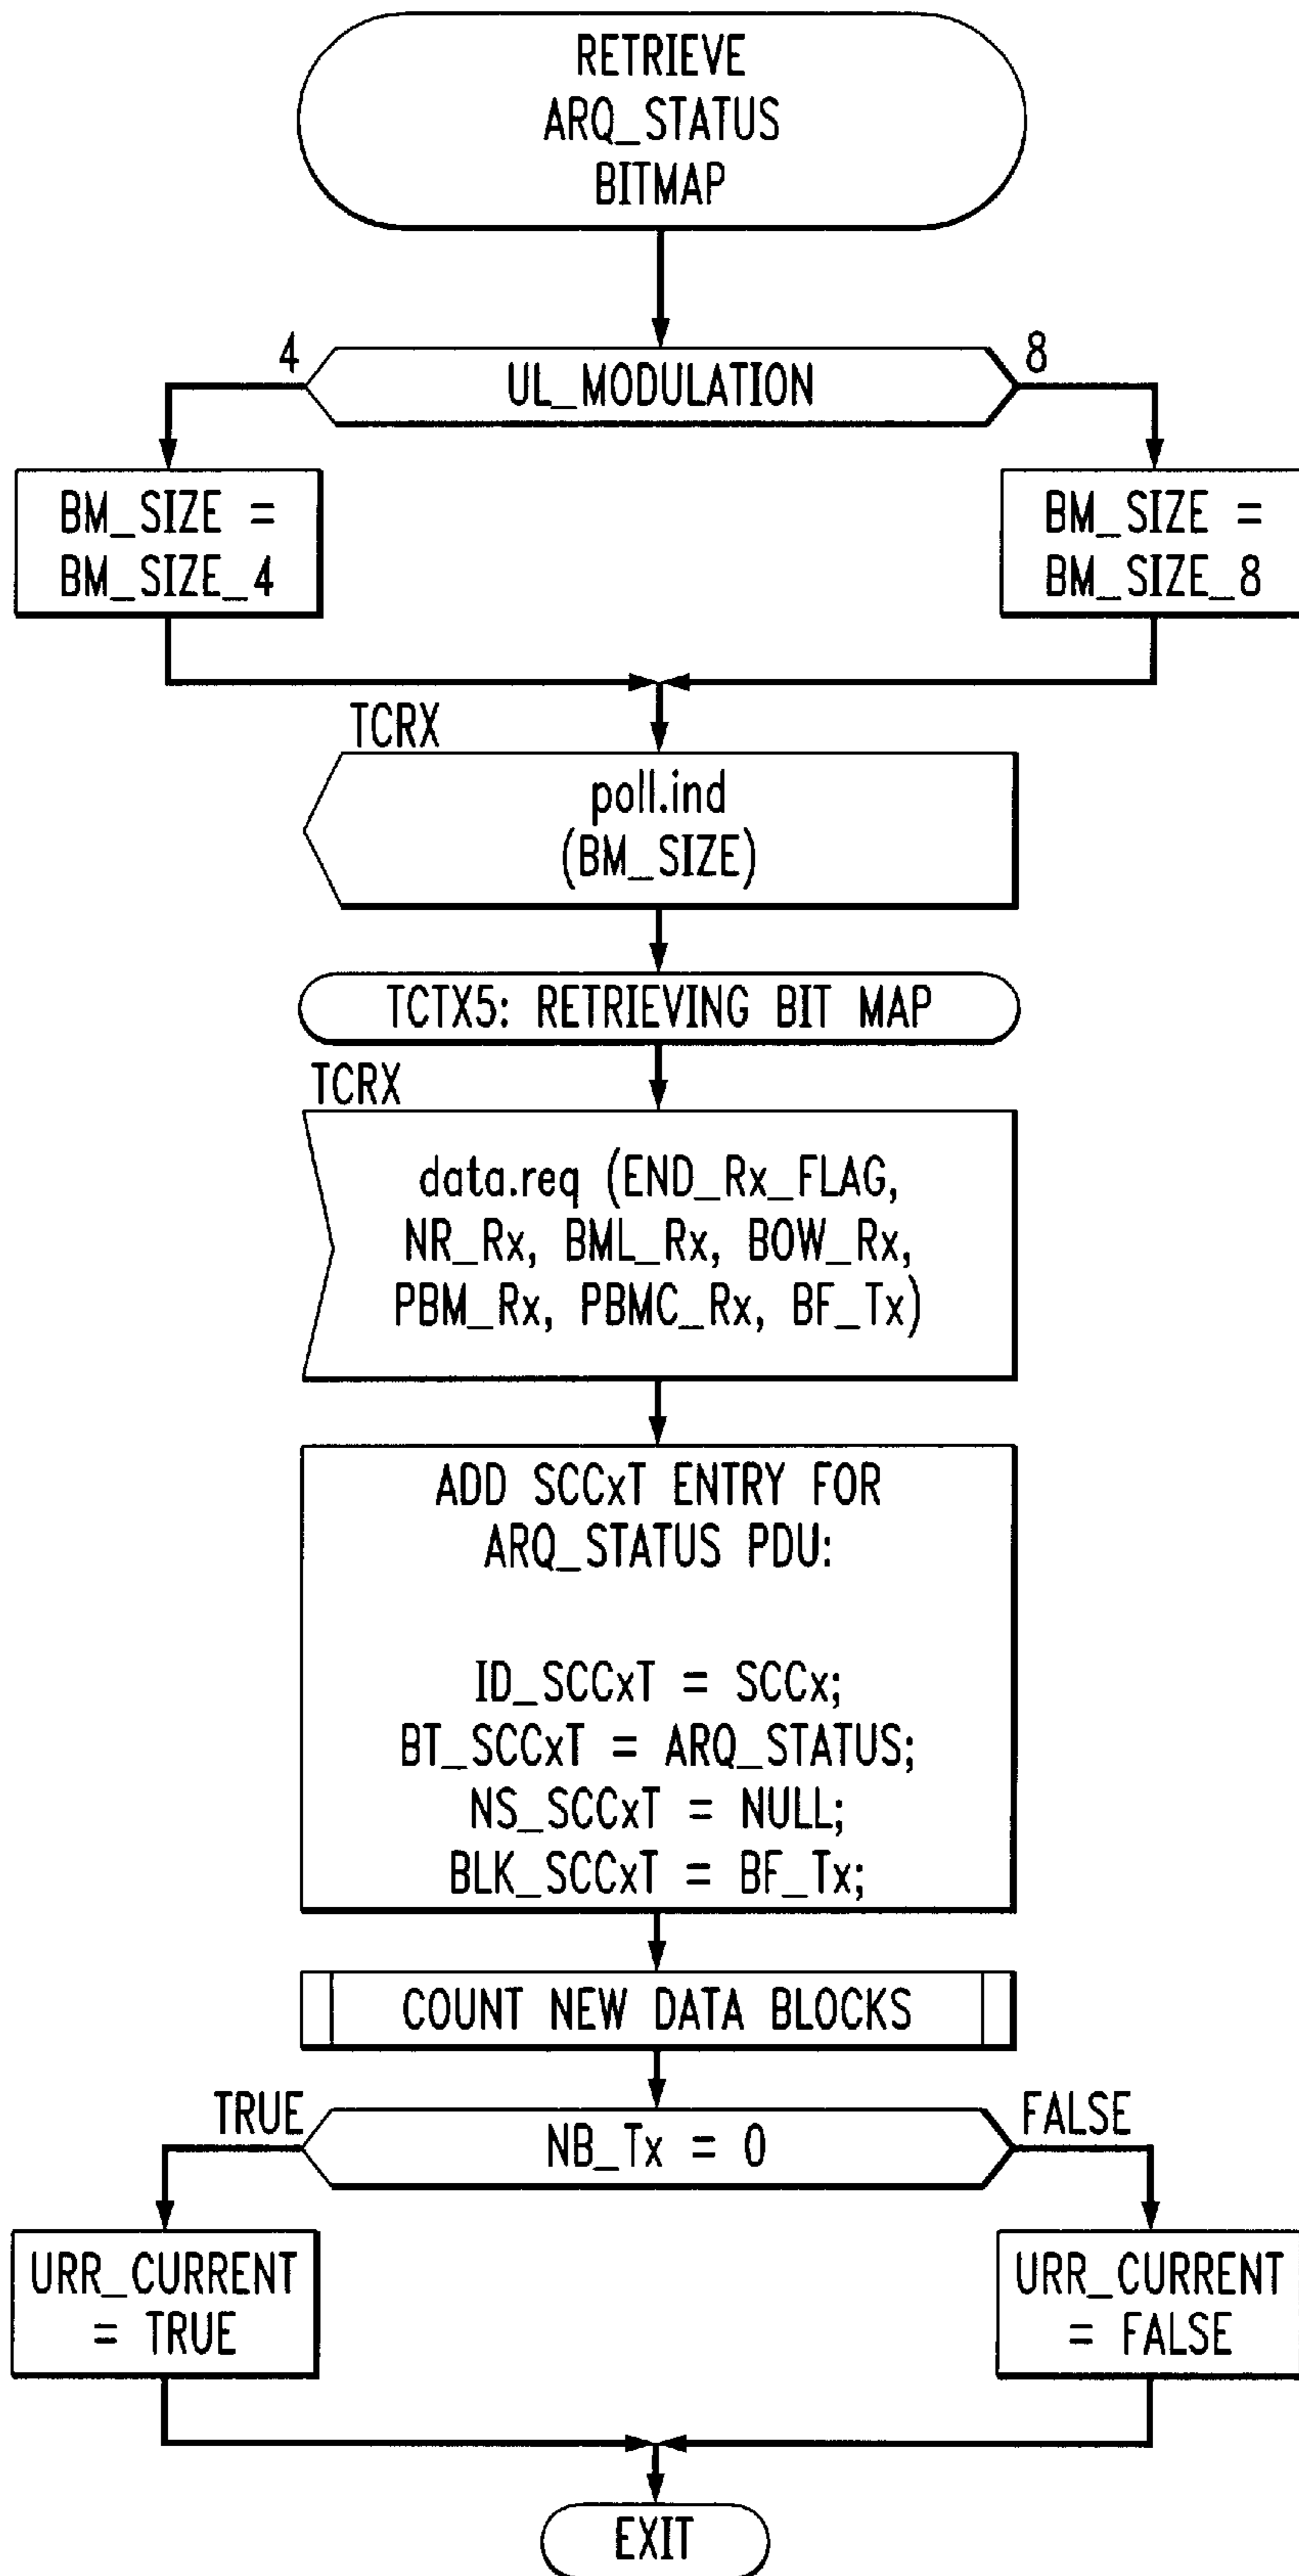 RETRIEVE
ARQ_STATUS
BITMAP
4
UL_MODULATION
8
BM_SIZE =
BM_SIZE_4
BM_SIZE =
BM_SIZE_8
TCRX
poll.ind
(BM_SIZE)
TCTX5: RETRIEVING BIT MAP
TCRX
data.req (END_Rx_FLAG,
NR_Rx, BML_Rx, BOW_Rx,
PBM_Rx, PBMC_Rx, BF_Tx)
ADD SCCxT ENTRY FOR
ARQ_STATUS PDU:
ID_SCCxT = SCCx;
BT_SCCxT = ARQ_STATUS;
NS_SCCxT = NULL;
BLK_SCCxT = BF_Tx;
COUNT NEW DATA BLOCKS
TRUE
NB_Tx = 0
FALSE
URR_CURRENT
= TRUE
URR_CURRENT
= FALSE
EXIT